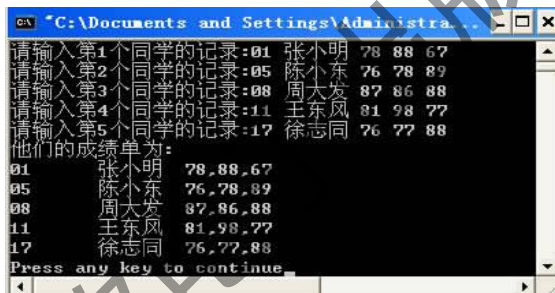 "C:\Documents and Settings\Administra...
请输入第1个同学的记录:01 张小明 78 88 67
请输入第2个同学的记录:05 陈小东 76 78 89
请输入第3个同学的记录:08 周大发 87 86 88
请输入第4个同学的记录:11 王东风 81 98 77
请输入第5个同学的记录:17 徐志同 76 77 88
他们的成绩单为:
01 张小明 78,88,67
05 陈小东 76,78,89
08 周大发 87,86,88
11 王东风 81,98,77
17 徐志同 76,77,88
Press any key to continue_